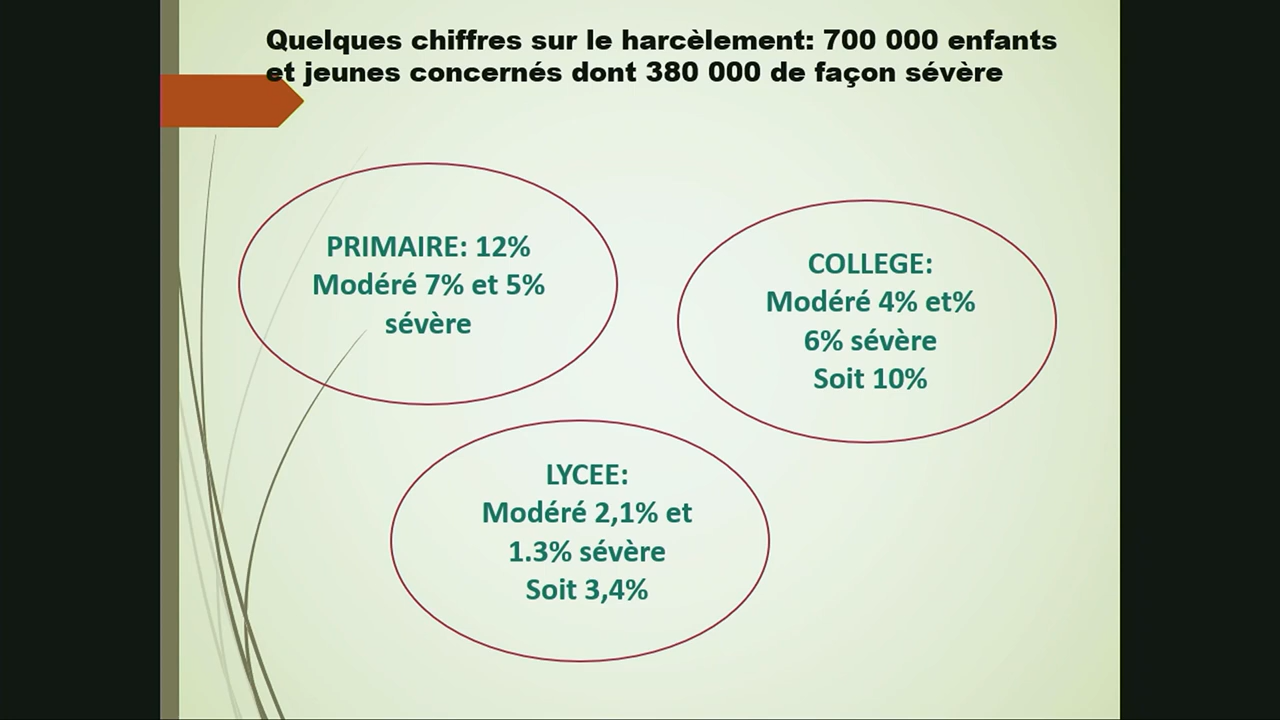 Quelques chiffres sur le harcèlement: 700 000 enfants
et jeunes concernés dont 380 000 de façon sévère
PRIMAIRE: 12%
Modéré 7% et 5%
sévère
COLLEGE:
Modéré 4% et%
6% sévère
Soit 10%
LYCEE:
Modéré 2,1% et
1.3% sévère
Soit 3,4%